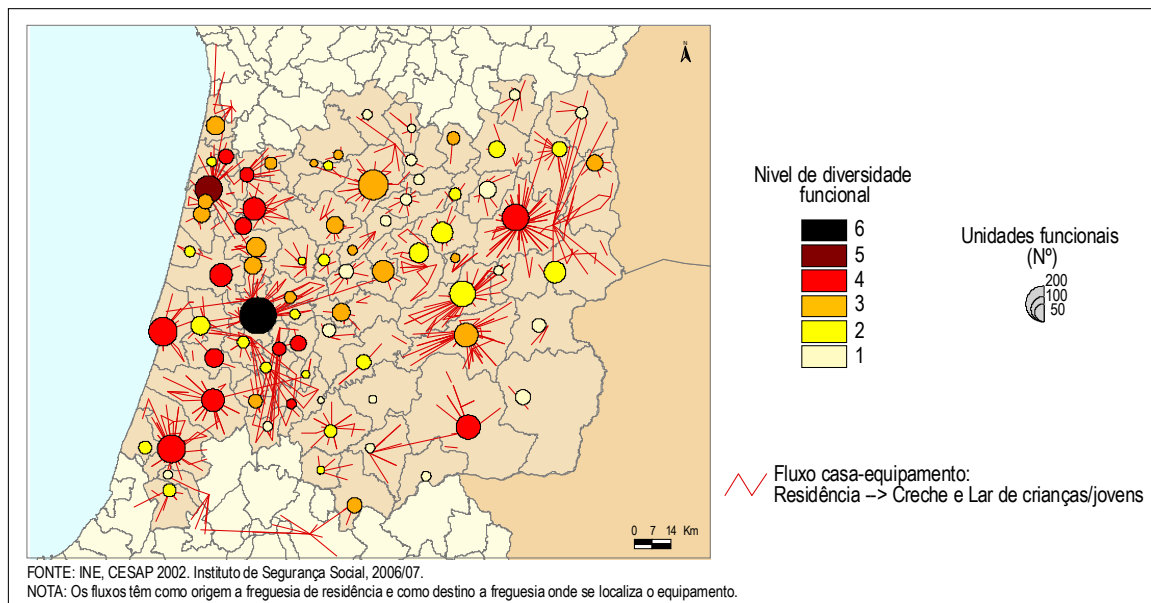 N
Nivel de diversidade
funcional
6
5
4
3
2
1
Unidades funcionais
(Nº)
200
100
50
Fluxo casa-equipamento:
Residência --> Creche e Lar de crianças/jovens
0 7 14 Km
FONTE: INE, CESAP 2002. Instituto de Segurança Social, 2006/07.
NOTA: Os fluxos têm como origem a freguesia de residência e como destino a freguesia onde se localiza o equipamento.